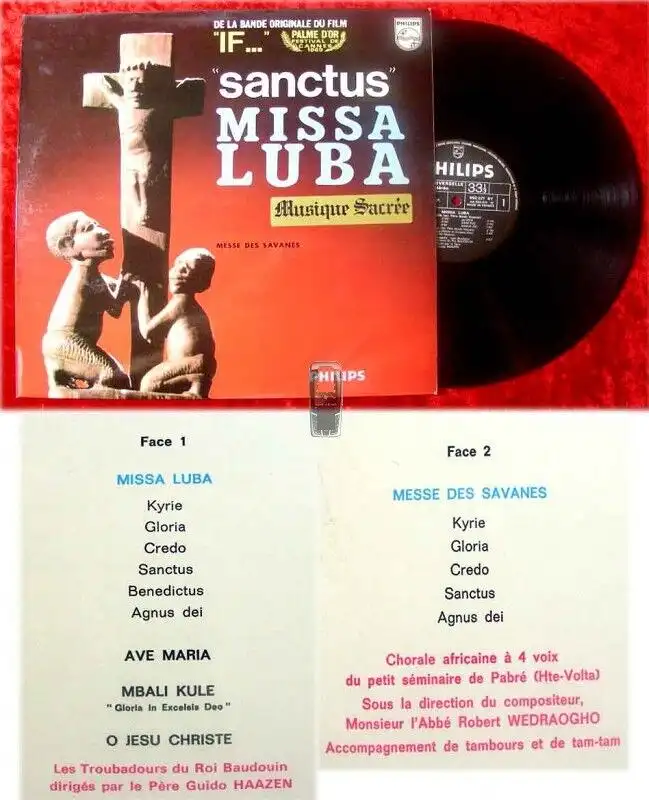 DE LA BANDE ORIGINALE DU FILM
"IF..."
PALME D'OR
FESTIVAL DE
CANNES
1969
PHILIPS
"sanctus"
MISSA
LUBA
Musique Sacrée
MESSE DES SAVANES
PHILIPS
PHILIPS
33⅓
1
MISSA LUBA
Face 1
MISSA LUBA
Kyrie
Gloria
Credo
Sanctus
Benedictus
Agnus dei
AVE MARIA
MBALI KULE
"Gloria in Excelsis Deo"
O JESU CHRISTE
Les Troubadours du Roi Baudouin
dirigés par le Père Guido HAAZEN
Face 2
MESSE DES SAVANES
Kyrie
Gloria
Credo
Sanctus
Agnus dei
Chorale africaine à 4 voix
du petit séminaire de Pabré (Hte-Volta)
Sous la direction du compositeur,
Monsieur l'Abbé Robert WEDRAOGHO
Accompagnement de tambours et de tam-tam